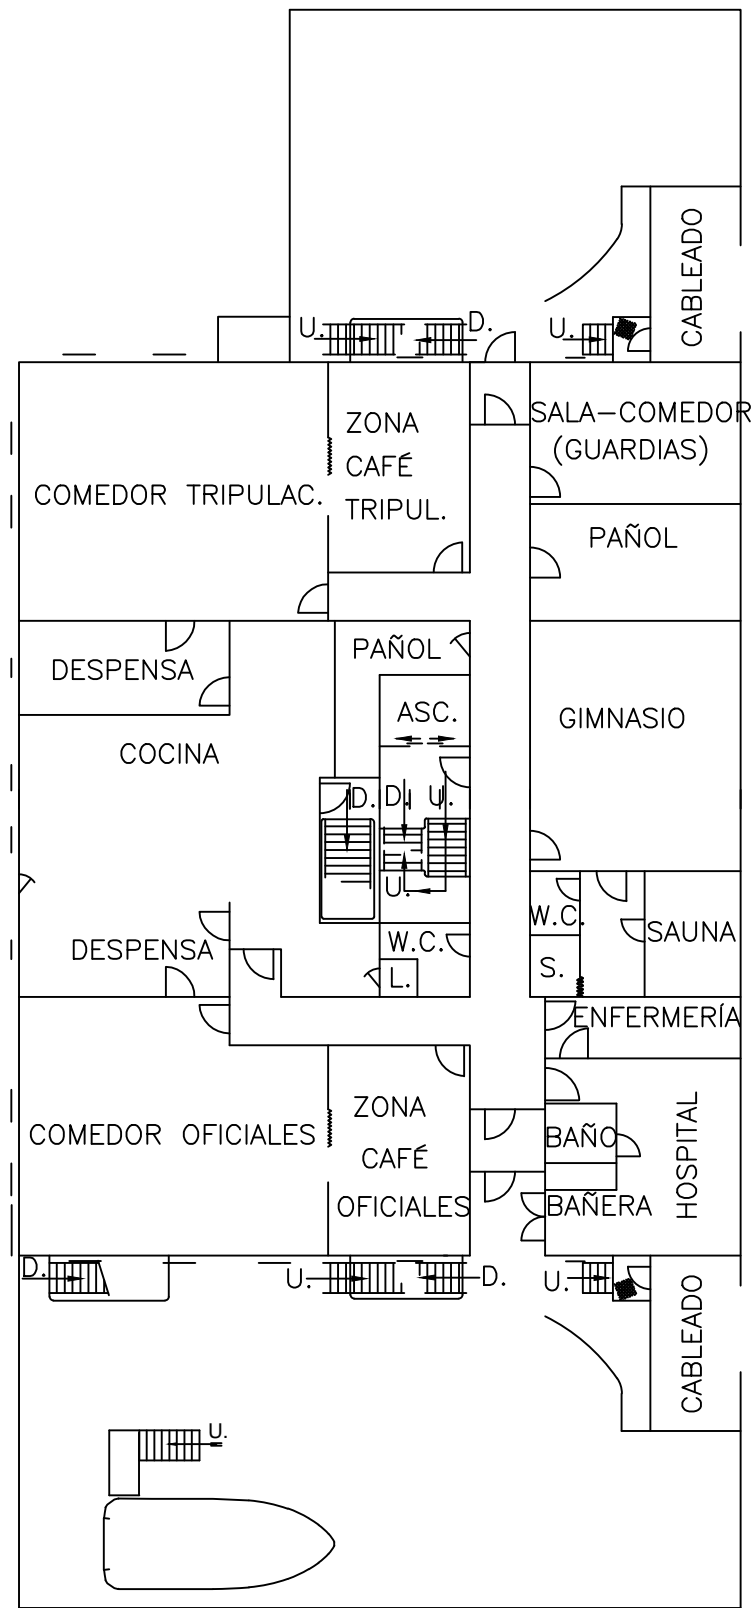 CABLEADO
U.
D.
U.
SALA-COMEDOR
(GUARDIAS)
ZONA
CAFÉ
TRIPUL.
COMEDOR TRIPULAC.
PAÑOL
PAÑOL
DESPENSA
ASC.
GIMNASIO
COCINA
D.
D.
U.
U.
W.C.
SAUNA
W.C.
DESPENSA
S.
L.
ENFERMERÍA
ZONA
CAFÉ
OFICIALES
COMEDOR OFICIALES
BAÑO
BAÑERA
HOSPITAL
D.
U.
D.
U.
CABLEADO
U.